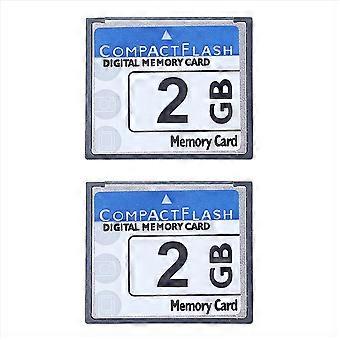 COMPACTFLASH
DIGITAL MEMORY CARD
2 GB
Memory Card
COMPACTFLASH
DIGITAL MEMORY CARD
2 GB
Memory Card